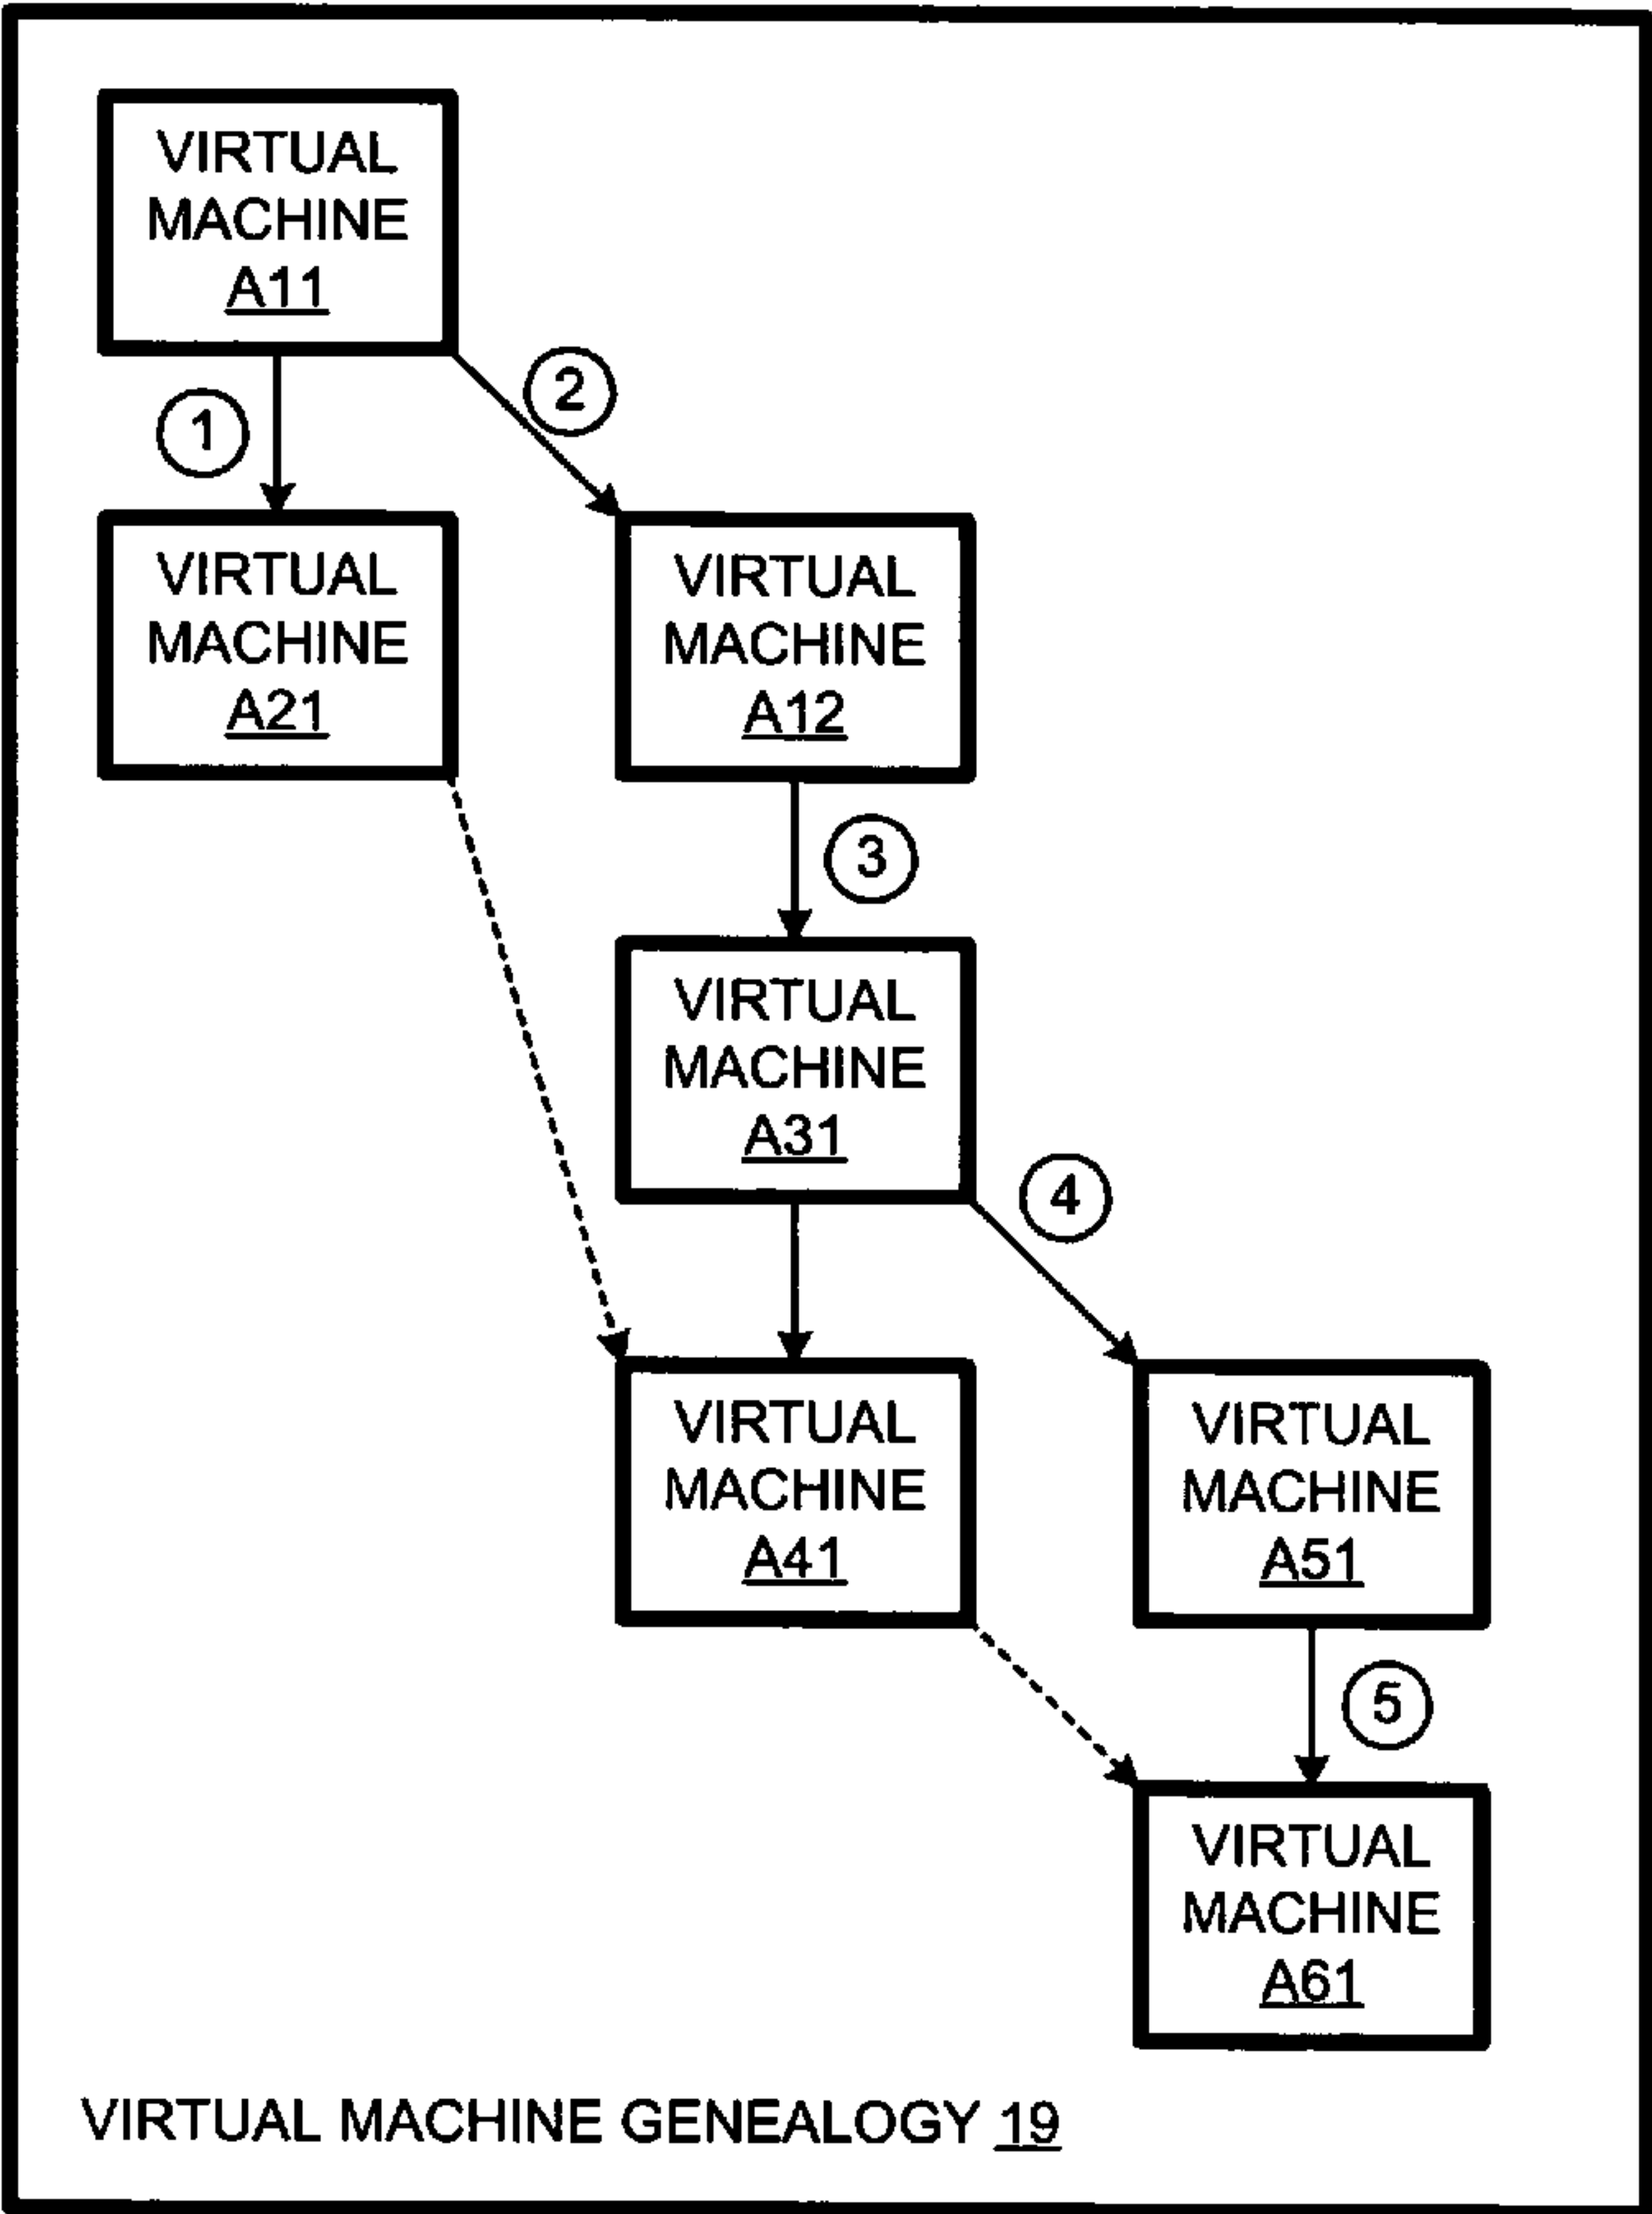 VIRTUAL
MACHINE
A11
1
2
VIRTUAL
MACHINE
A21
VIRTUAL
MACHINE
A12
3
VIRTUAL
MACHINE
A31
4
VIRTUAL
MACHINE
A41
VIRTUAL
MACHINE
A51
5
VIRTUAL
MACHINE
A61
VIRTUAL MACHINE GENEALOGY 19